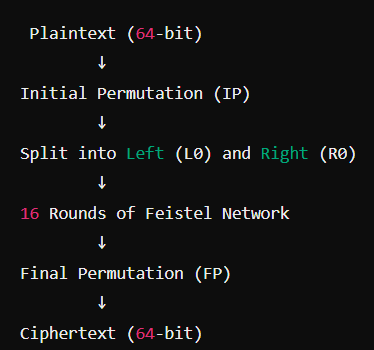 Plaintext (64-bit)
↓
Initial Permutation (IP)
↓
Split into Left (L0) and Right (R0)
↓
16 Rounds of Feistel Network
↓
Final Permutation (FP)
↓
Ciphertext (64-bit)